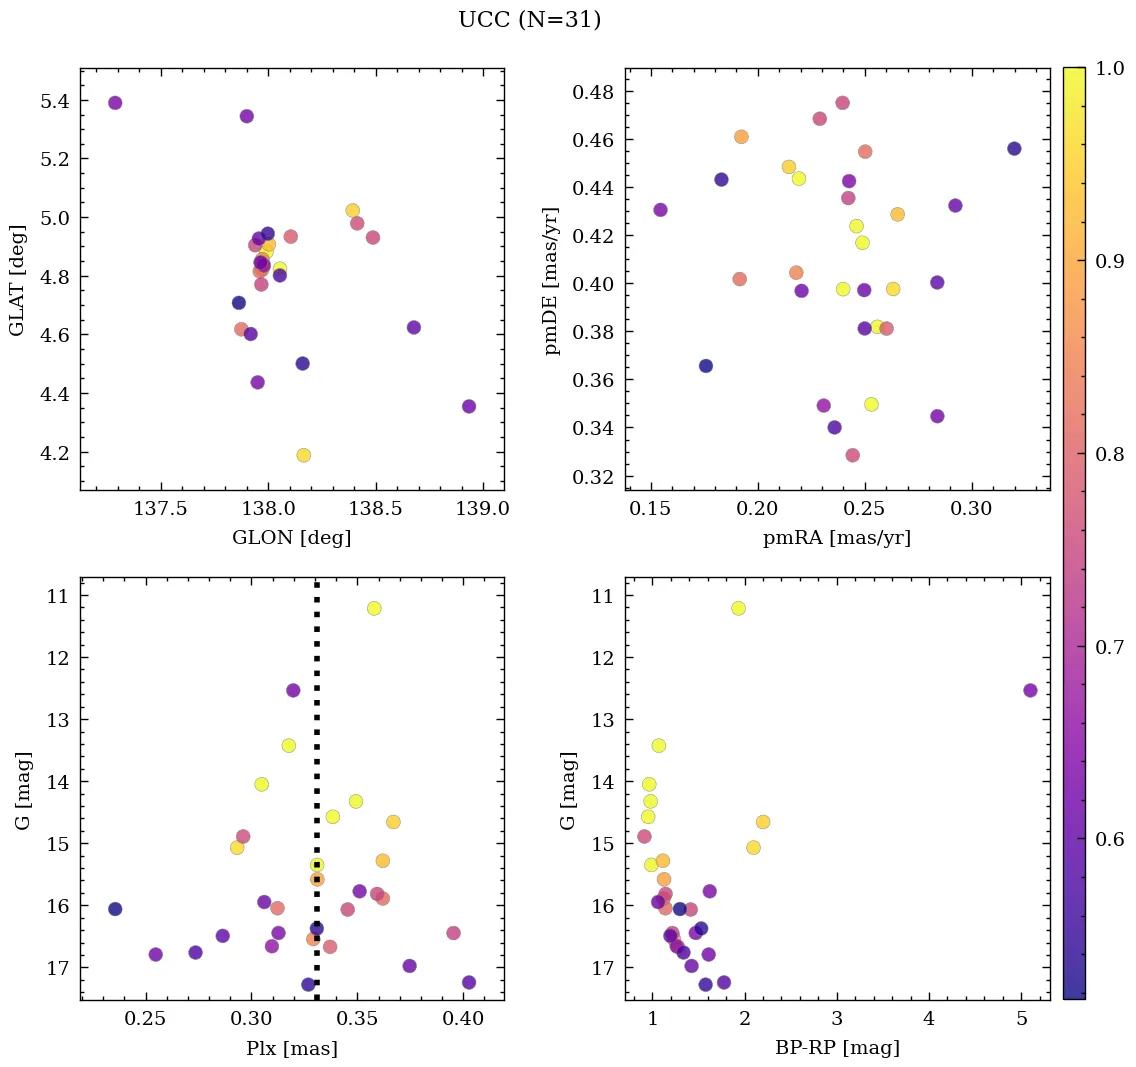 UCC (N=31)
5.4
5.2
5.0
4.8
4.6
4.4
4.2
GLAT [deg]
137.5 138.0 138.5 139.0
GLON [deg]
0.48
0.46
0.44
0.42
0.40
0.38
0.36
0.34
0.32
pmDE [mas/yr]
0.15 0.20 0.25 0.30
pmRA [mas/yr]
1.0
0.9
0.8
0.7
0.6
11
12
13
14
15
16
17
G [mag]
0.25 0.30 0.35 0.40
Plx [mas]
11
12
13
14
15
16
17
G [mag]
1 2 3 4 5
BP-RP [mag]